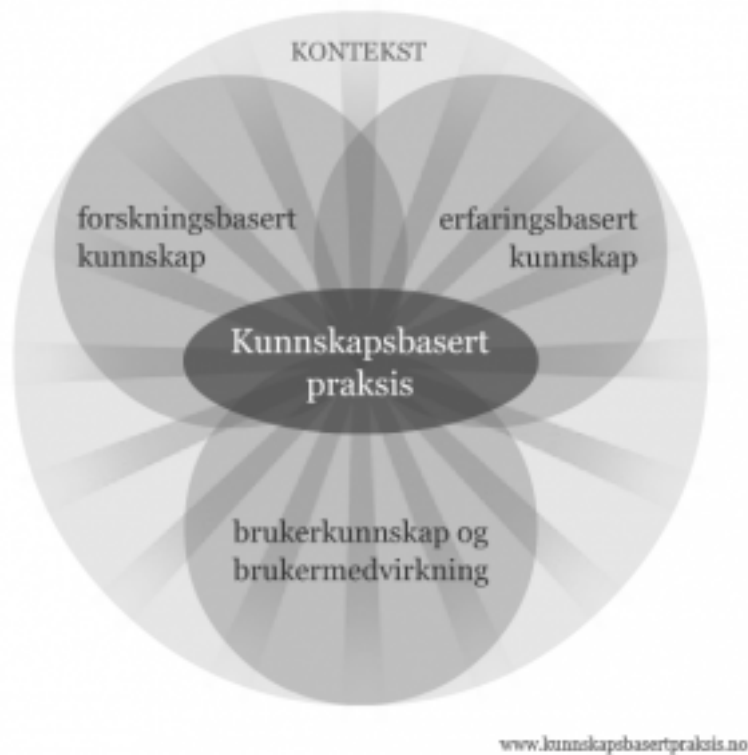 KONTEKST
forskningsbasert
kunnskap
erfaringsbasert
kunnskap
Kunnskapsbasert
praksis
brukerkunnskap og
brukermedvirkning
www.kunnskapsbasertpraksis.no